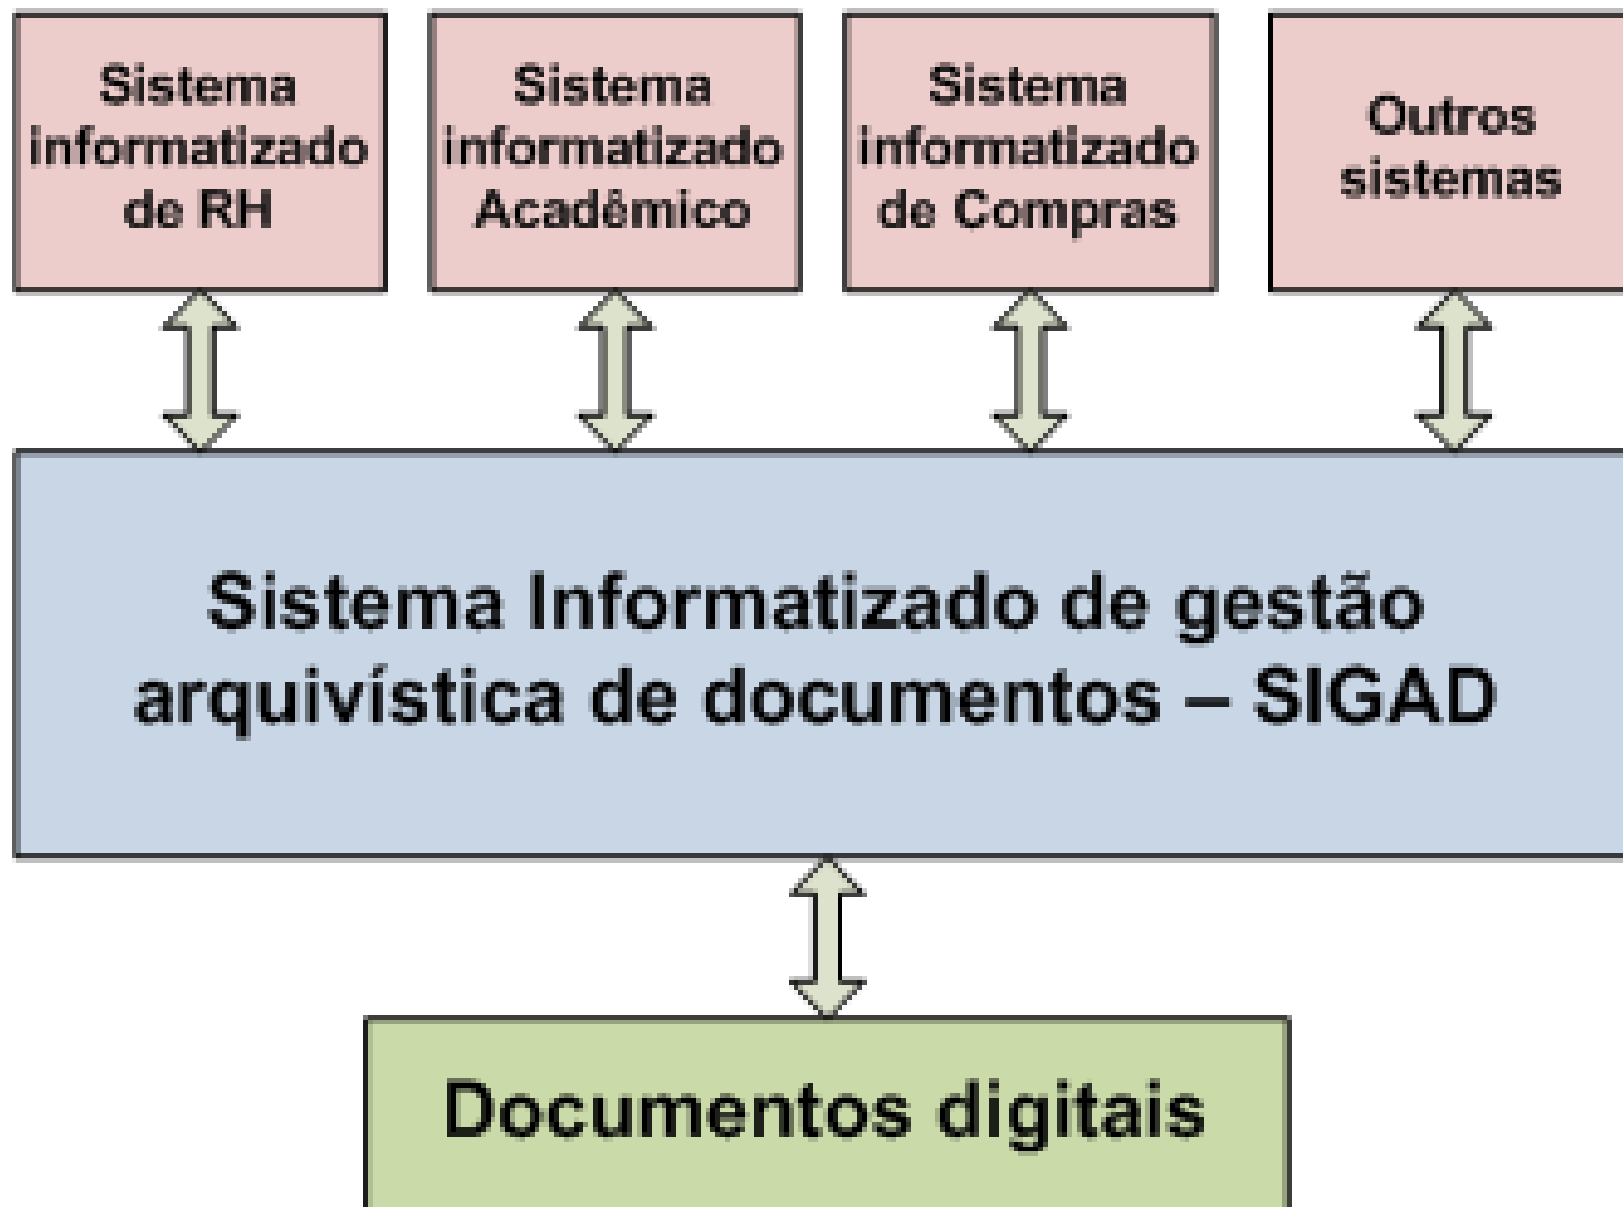 Sistema
informatizado
de RH
Sistema
informatizado
Acadêmico
Sistema
informatizado
de Compras
Outros
sistemas
Sistema Informatizado de gestão
arquivística de documentos – SIGAD
Documentos digitais